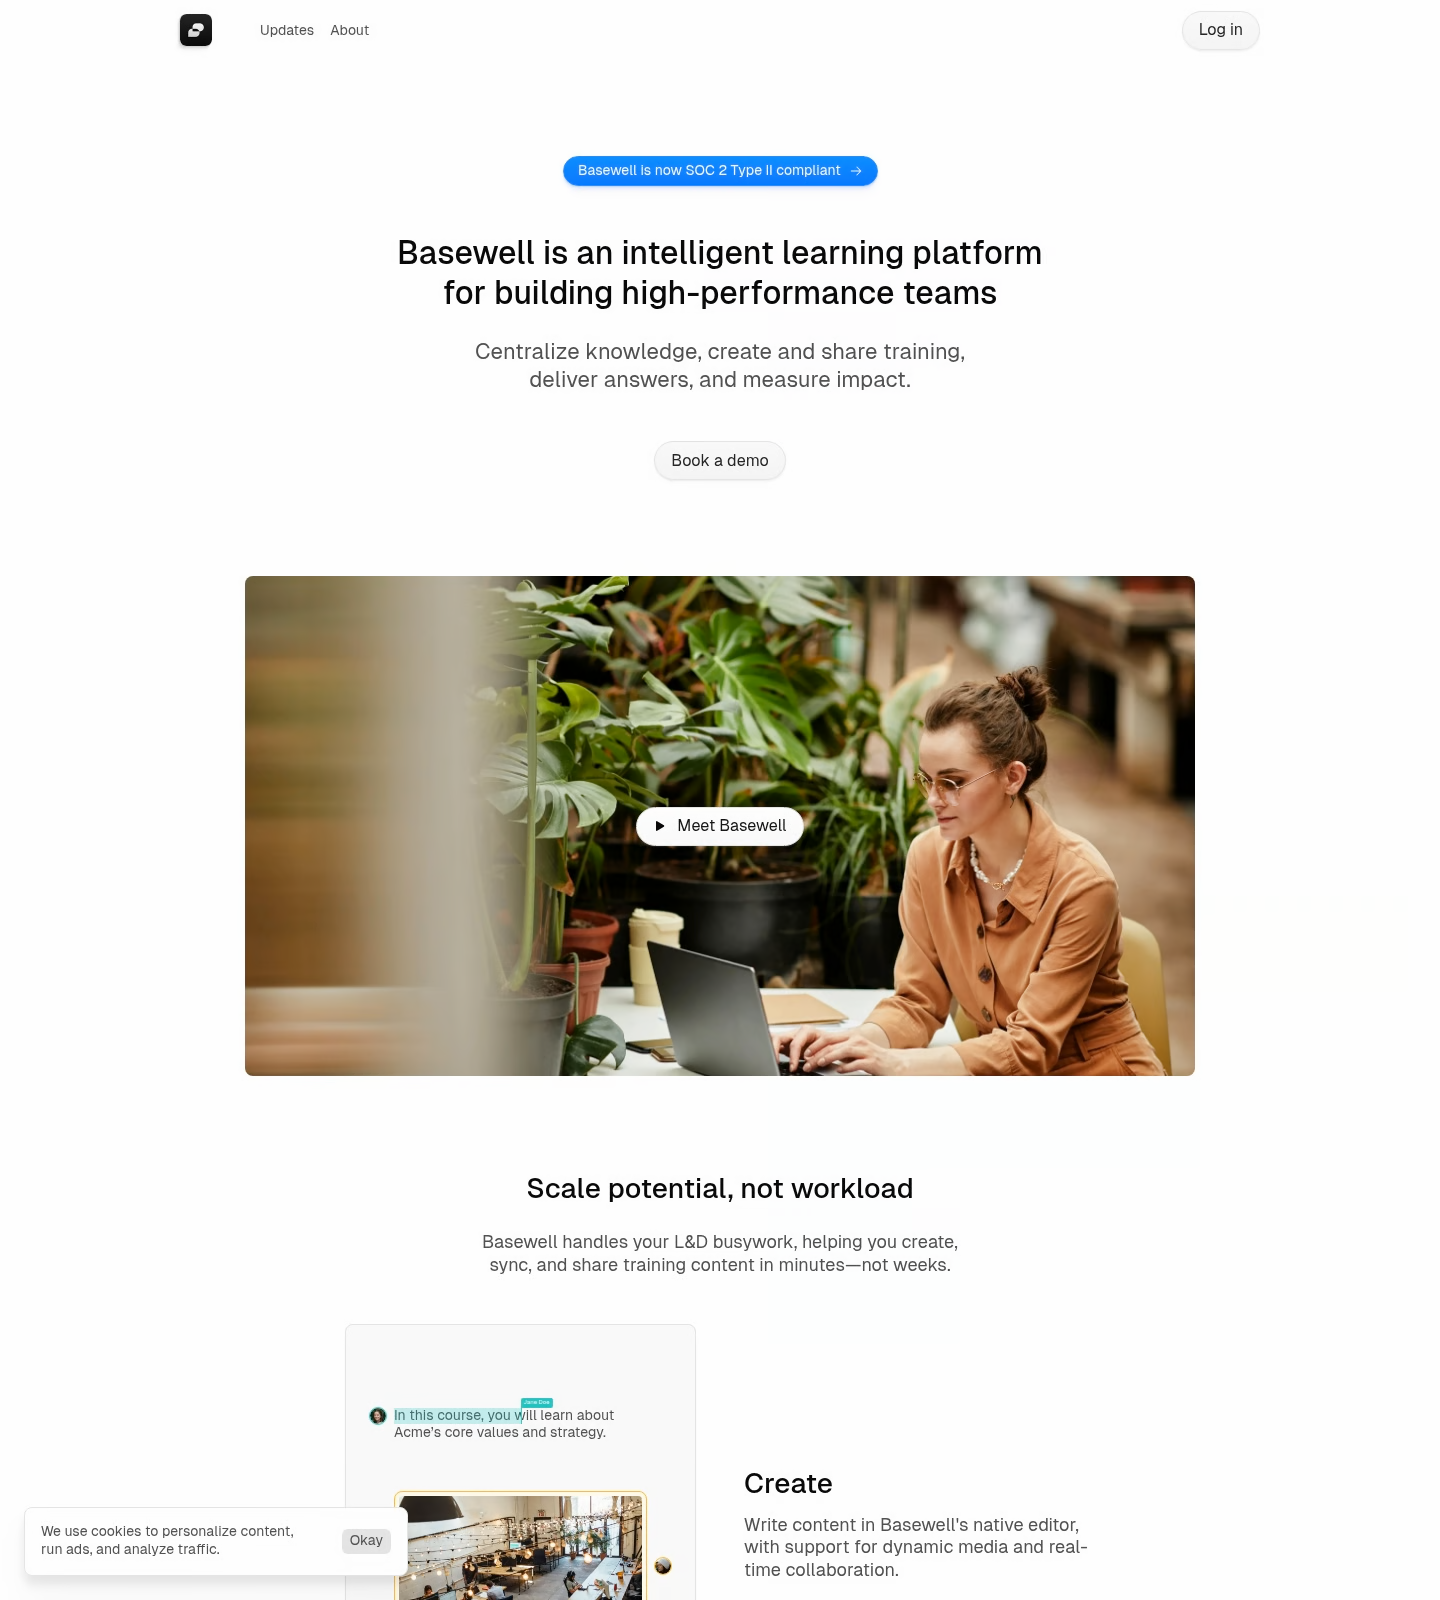 Updates
About
Log in
Basewell is now SOC 2 Type II compliant →
Basewell is an intelligent learning platform
for building high-performance teams
Centralize knowledge, create and share training,
deliver answers, and measure impact.
Book a demo
Meet Basewell
Scale potential, not workload
Basewell handles your L&D busywork, helping you create,
sync, and share training content in minutes—not weeks.
Jane Doe
In this course, you will learn about
Acme's core values and strategy.
Create
Write content in Basewell's native editor,
with support for dynamic media and real-
time collaboration.
We use cookies to personalize content,
run ads, and analyze traffic.
Okay